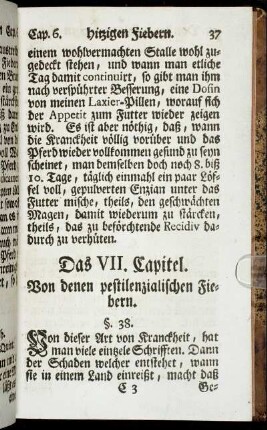 Cap. 6. hitzigen Fiebern. 37
einem wohlvermachten Stalle wohl zu-
gedeckt stehen, und wann man etliche
Tag damit continuirt, so gibt man ihm
nach verspührter Besserung, eine Dosin
von meinen Laxier-Pillen, worauf sich
der Appetit zum Futter wieder zeigen
wird. Es ist aber nöthig, daß, wann
die Kranckheit völlig vorüber und das
Pferd wieder vollkommen gesund zu seyn
scheinet, man demselben doch noch 8. biß
10. Tage, täglich einmahl ein paar Löf-
fel voll, gepulverten Enzian unter das
Futter mische, theils, den geschwächten
Magen, damit wiederum zu stärcken,
theils, das zu beförchtende Recidiv da-
durch zu verhüten.
Das VII. Capitel.
Von denen pestilenzialischen Fie-
bern.
§. 38.
Von dieser Art von Kranckheit, hat
man viele einzele Schrifften. Dann
der Schaden welcher entstehet, wann
sie in einem Land einreißt, macht daß
C 3 Ge-